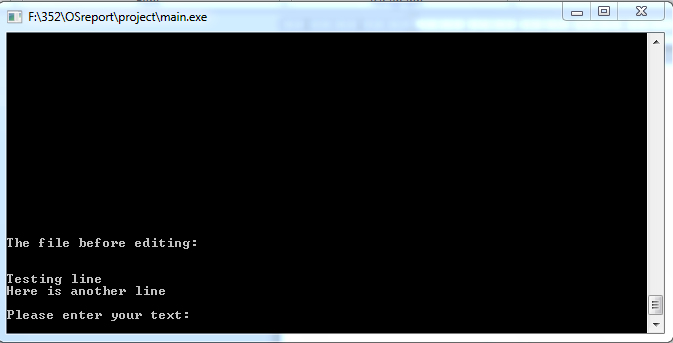 F:\352\OSreport\project\main.exe
The file before editing:
Testing line
Here is another line
Please enter your text: